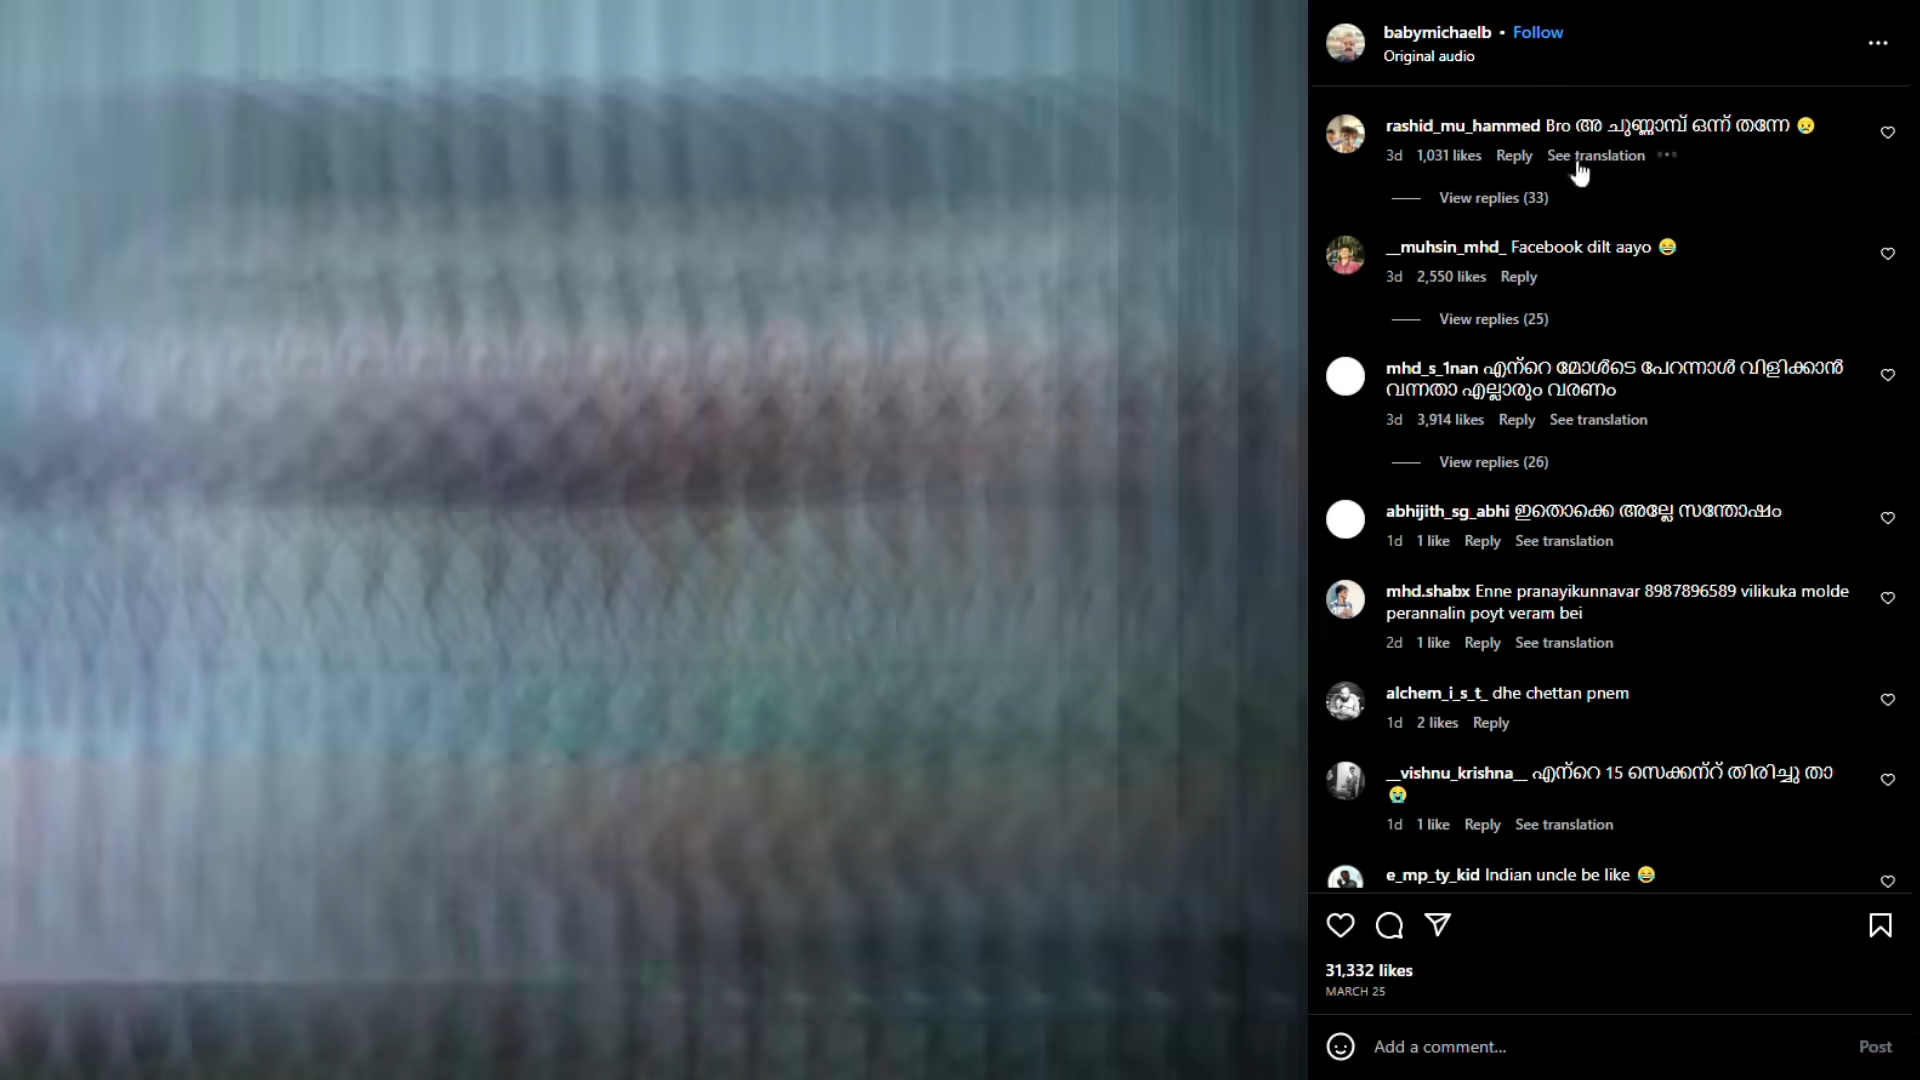 babymichaelb • Follow
Original audio
rashid_mu_hammed Bro അ ചുണ്ണാമ്പ് ഒന്ന് തന്നേ 😥
3d 1,031 likes Reply See translation
View replies (33)
__muhsin_mhd_ Facebook dilt aayo 😂
3d 2,550 likes Reply
View replies (25)
mhd_s_1nan എന്റെ മോൾടെ പേറന്നാൾ വിളിക്കാൻ
വന്നതാ എല്ലാരും വരണം
3d 3,914 likes Reply See translation
View replies (26)
abhijith_sg_abhi ഇതൊക്കെ അല്ലേ സന്തോഷം
1d 1 like Reply See translation
mhd.shabx Enne pranayikunnavar 8987896589 vilikuka molde
perannalin poyt veram bei
2d 1 like Reply See translation
alchem_i_s_t_ dhe chettan pnem
1d 2 likes Reply
__vishnu_krishna__ എന്റെ 15 സെക്കന്റ് തിരിച്ചു താ
😭
1d 1 like Reply See translation
e_mp_ty_kid Indian uncle be like 😂
31,332 likes
MARCH 25
Add a comment...
Post